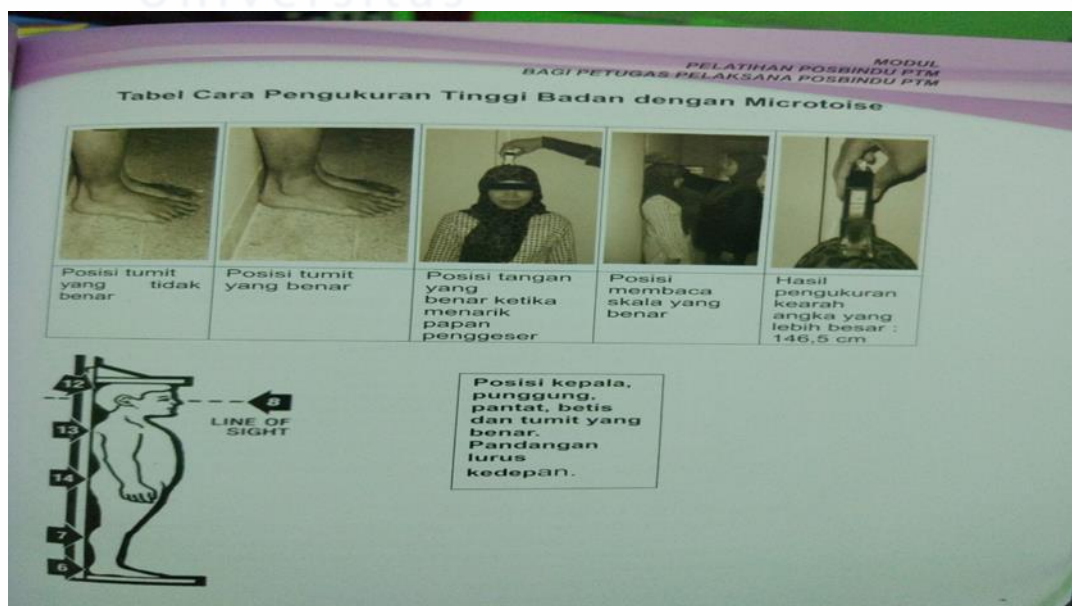 Universitas
MODUL
PELATIHAN POSBINDU PTM
BAGI PETUGAS PELAKSANA POSBINDU PTM
Tabel Cara Pengukuran Tinggi Badan dengan Microtoise
Posisi tumit
yang tidak
benar
Posisi tumit
yang benar
Posisi tangan
yang
benar ketika
menarik
papan
penggeser
Posisi
membaca
skala yang
benar
Hasil
pengukuran
kearah
angka yang
lebih besar :
146,5 cm
12
8
LINE OF
SIGHT
13
14
7
6
Posisi kepala,
punggung,
pantat, betis
dan tumit yang
benar.
Pandangan
lurus
kedepan.